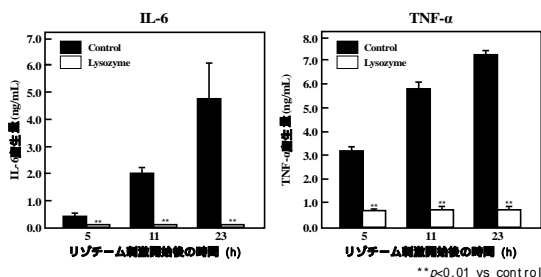 IL-6
7.0
6.0
5.0
4.0
3.0
2.0
1.0
0.0
IL-6産生量(ng/mL)
Control
Lysozyme
**
**
**
5 11 23
リゾチーム刺激開始後の時間 (h)
TNF-α
8.0
7.0
6.0
5.0
4.0
3.0
2.0
1.0
0.0
TNF-α産生量(ng/mL)
Control
Lysozyme
**
**
**
5 11 23
リゾチーム刺激開始後の時間 (h)
**p<0.01 vs control